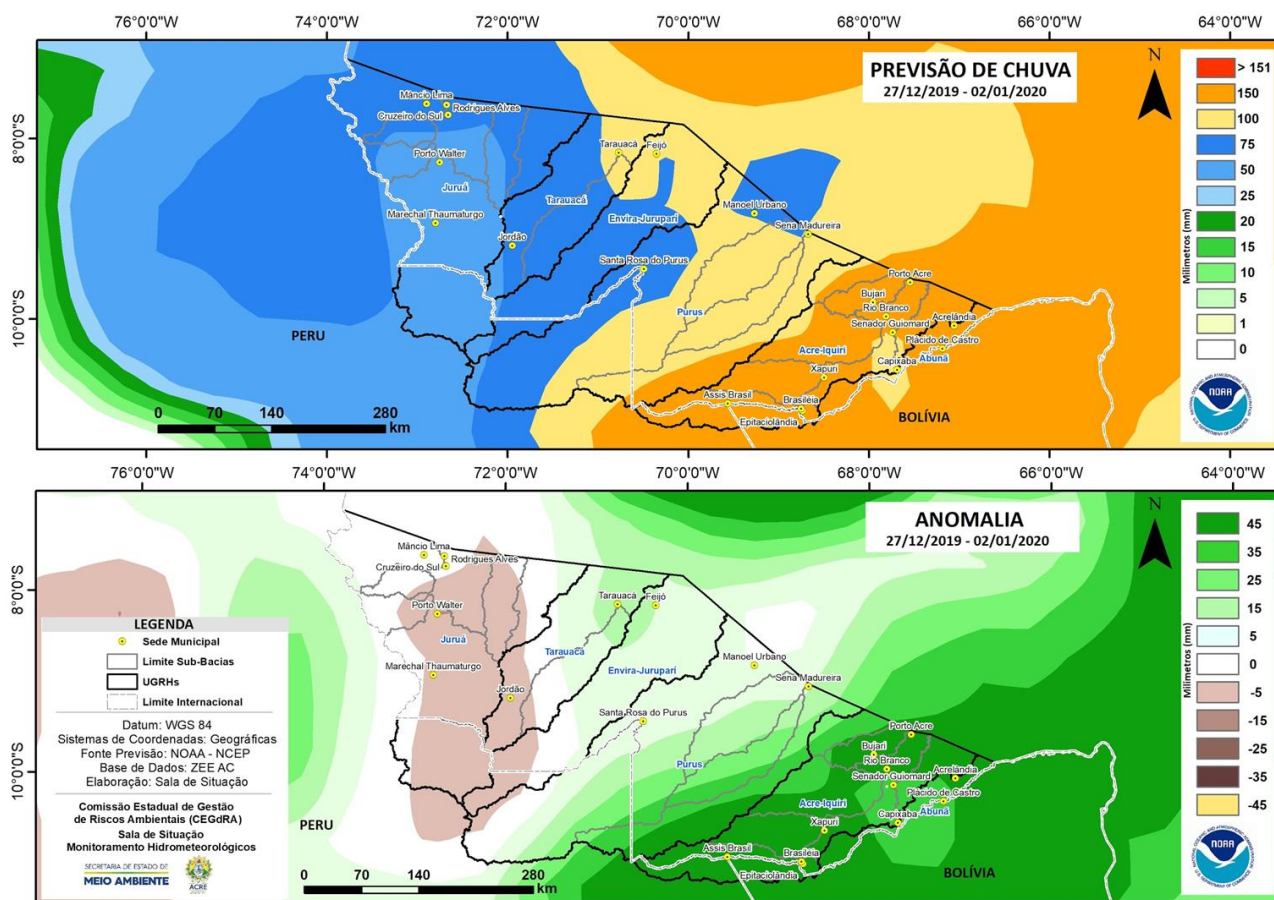 76°0'0"W
74°0'0"W
72°0'0"W
70°0'0"W
68°0'0"W
66°0'0"W
64°0'0"W
PREVISÃO DE CHUVA
27/12/2019 - 02/01/2020
N
8°0'0"S
10°0'0"S
Mâncio Lima
Rodrigues Alves
Cruzeiro do Sul
Porto Walter
Juruá
Marechal Thaumaturgo
Jordão
Tarauacá
Feijó
Tarauacá
Envira-Jurupari
Manoel Urbano
Sena Madureira
Santa Rosa do Purus
Purus
Porto Acre
Bujari
Rio Branco
Senador Guiomard
Acrelândia
Plácido de Castro
Acre-Iquiri
Abunã
Capixaba
Xapuri
Assis Brasil
Brasiléia
Epitaciolândia
PERU
BOLÍVIA
0 70 140 280
km
Milímetros (mm)
> 151
150
100
75
50
25
20
15
10
5
1
0
NOAA
76°0'0"W
74°0'0"W
72°0'0"W
70°0'0"W
68°0'0"W
66°0'0"W
64°0'0"W
ANOMALIA
27/12/2019 - 02/01/2020
N
8°0'0"S
10°0'0"S
Mâncio Lima
Rodrigues Alves
Cruzeiro do Sul
Porto Walter
Juruá
Marechal Thaumaturgo
Jordão
Tarauacá
Feijó
Tarauacá
Envira-Jurupari
Manoel Urbano
Sena Madureira
Santa Rosa do Purus
Purus
Porto Acre
Bujari
Rio Branco
Senador Guiomard
Acrelândia
Plácido de Castro
Acre-Iquiri
Abunã
Capixaba
Xapuri
Assis Brasil
Brasiléia
Epitaciolândia
PERU
BOLÍVIA
0 70 140 280
km
Milímetros (mm)
45
35
25
15
5
0
-5
-15
-25
-35
-45
NOAA
LEGENDA
Sede Municipal
Limite Sub-Bacias
UGRHs
Limite Internacional
Datum: WGS 84
Sistemas de Coordenadas: Geográficas
Fonte Previsão: NOAA - NCEP
Base de Dados: ZEE AC
Elaboração: Sala de Situação
Comissão Estadual de Gestão
de Riscos Ambientais (CEGdRA)
Sala de Situação
Monitoramento Hidrometeorológicos
SECRETARIA DE ESTADO DE
MEIO AMBIENTE
ACRE